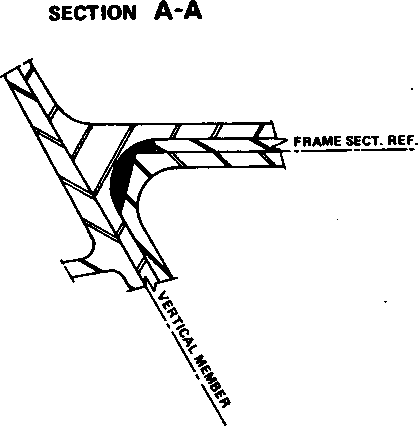 SECTION A-A
FRAME SECT. REF.
VERTICAL MEMBER